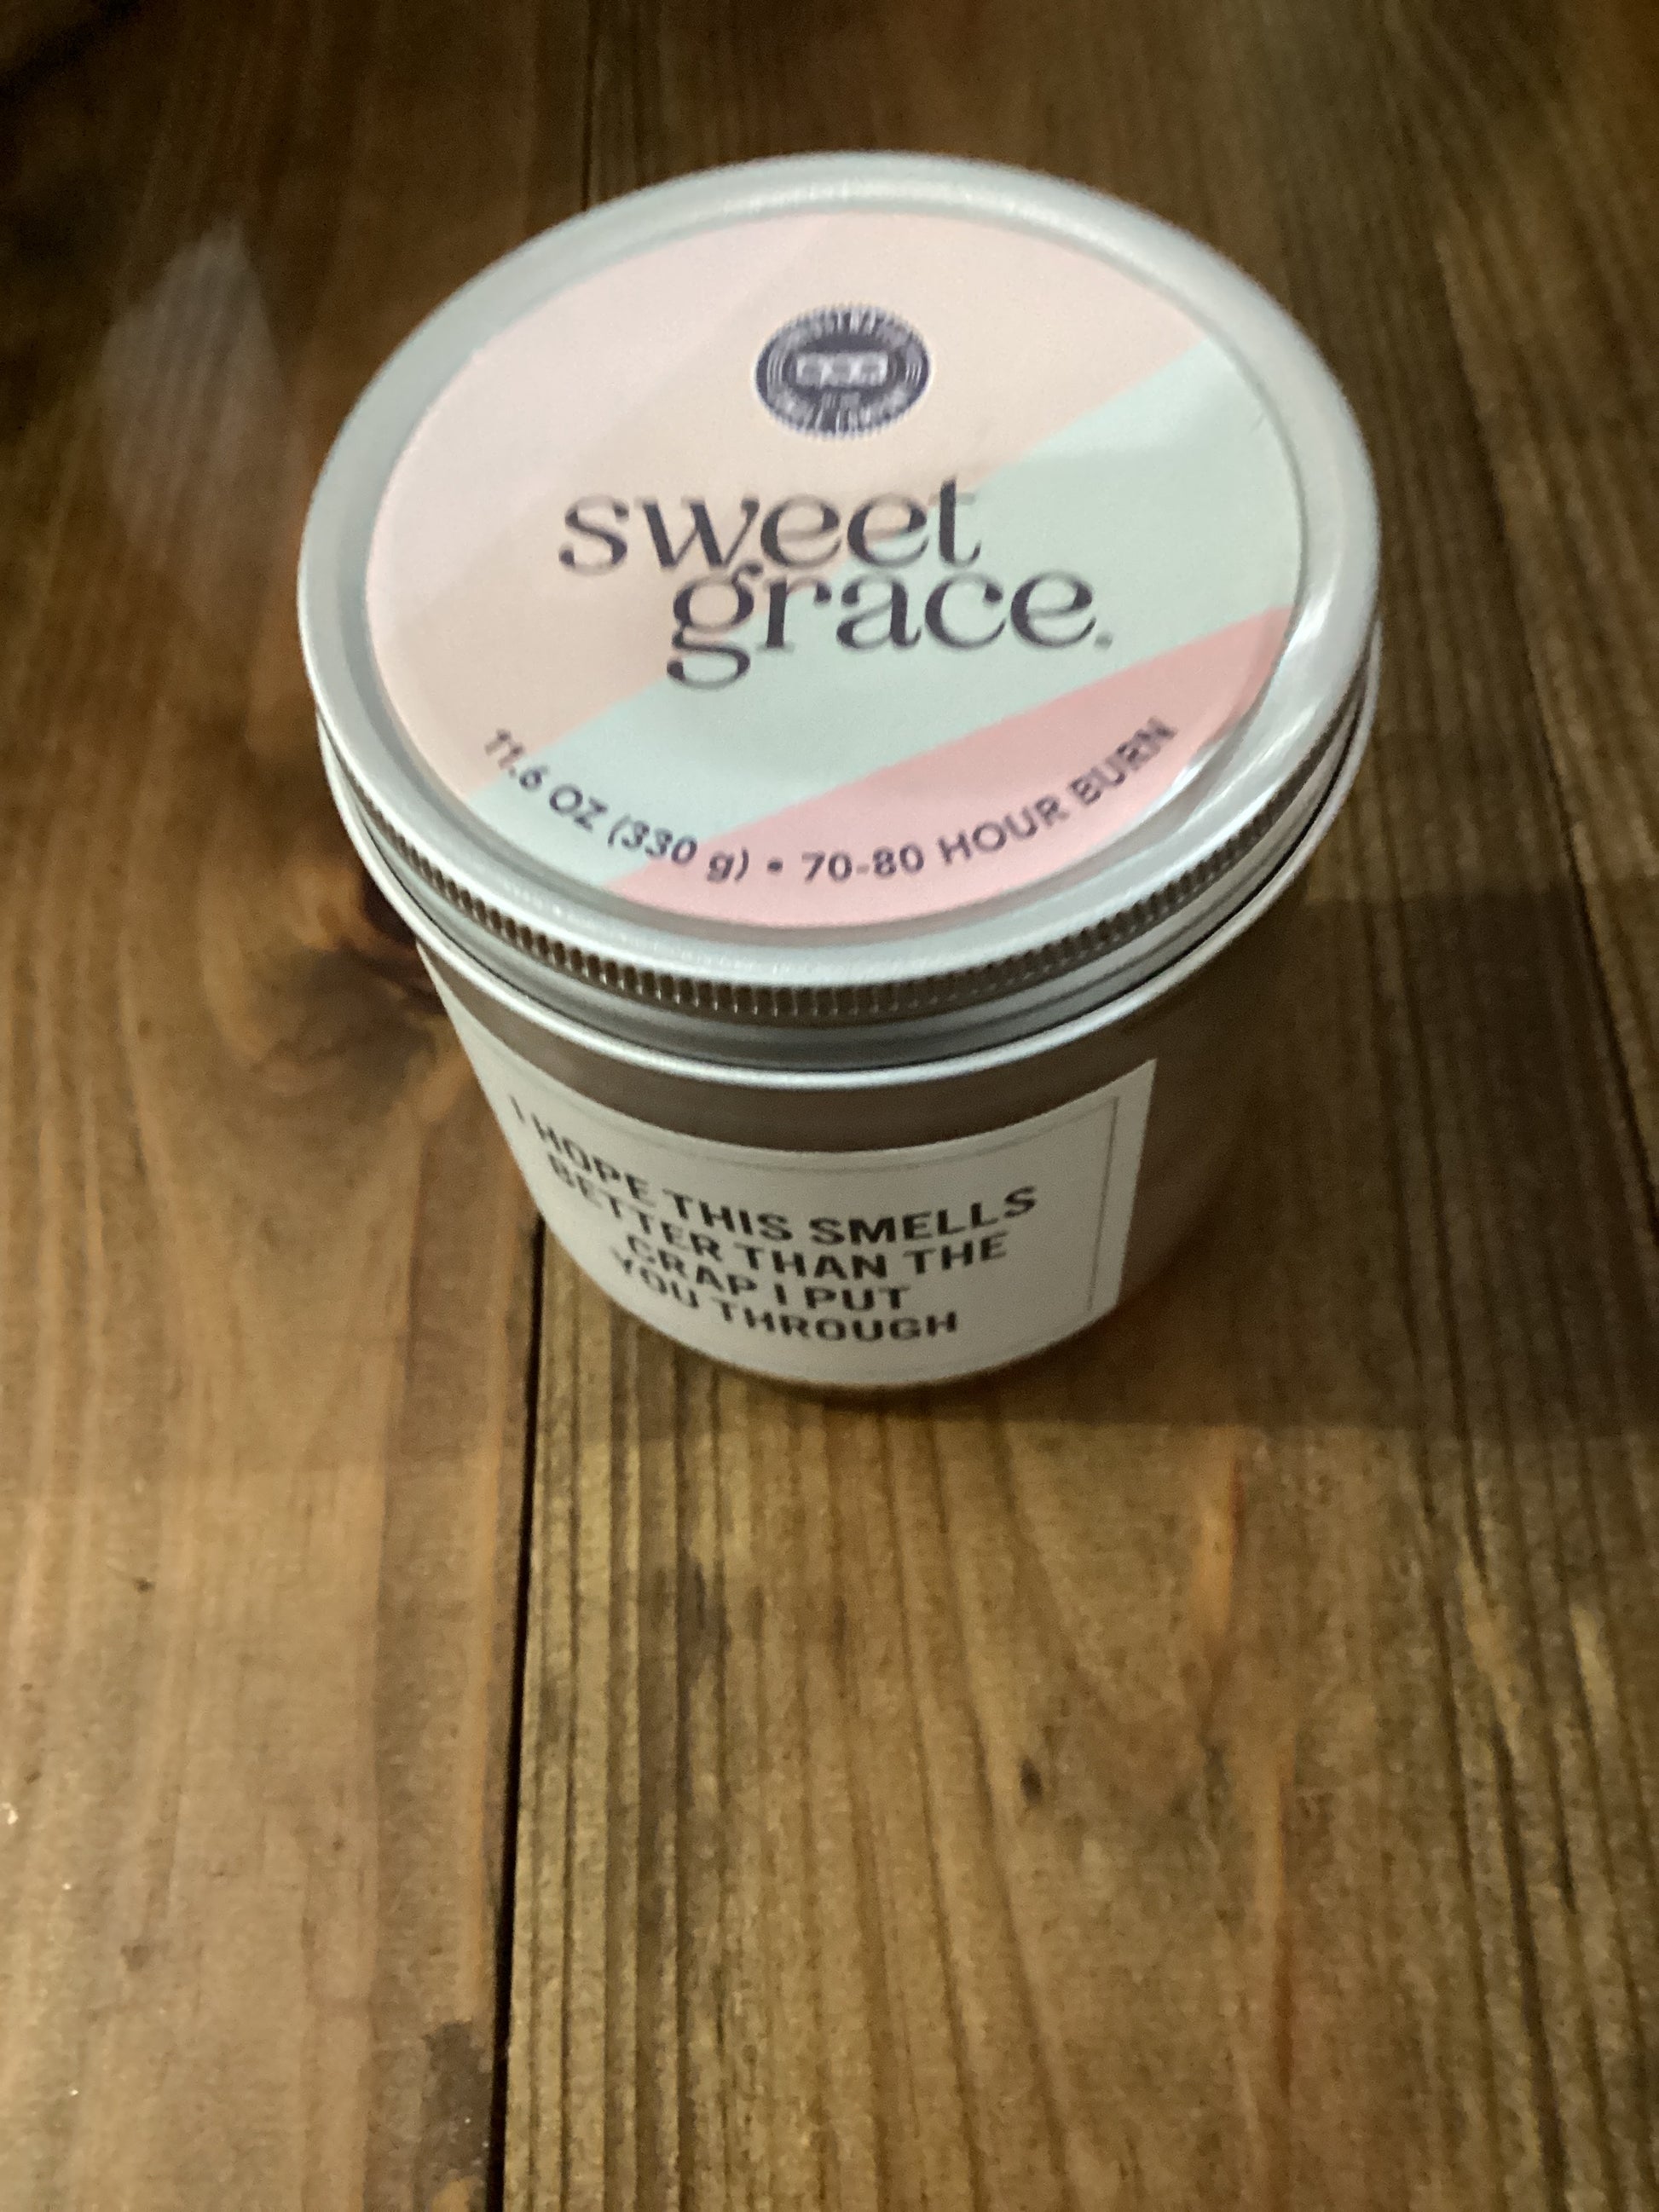 sweet
grace.
11.6 OZ (330 g) • 70-80 HOUR BURN
I HOPE THIS SMELLS
BETTER THAN THE
CRAP I PUT
YOU THROUGH